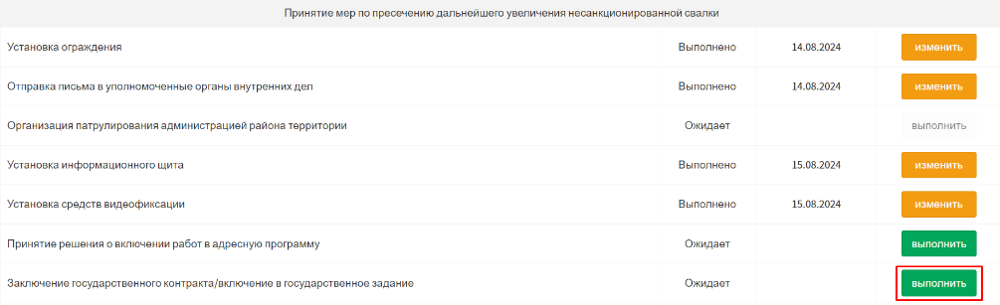 Принятие мер по пресечению дальнейшего увеличения несанкционированной свалки
Установка ограждения Выполнено 14.08.2024 изменить
Отправка письма в уполномоченные органы внутренних дел Выполнено 14.08.2024 изменить
Организация патрулирования администрацией района территории Ожидает выполнить
Установка информационного щита Выполнено 15.08.2024 изменить
Установка средств видеофиксации Выполнено 15.08.2024 изменить
Принятие решения о включении работ в адресную программу Ожидает выполнить
Заключение государственного контракта/включение в государственное задание Ожидает выполнить